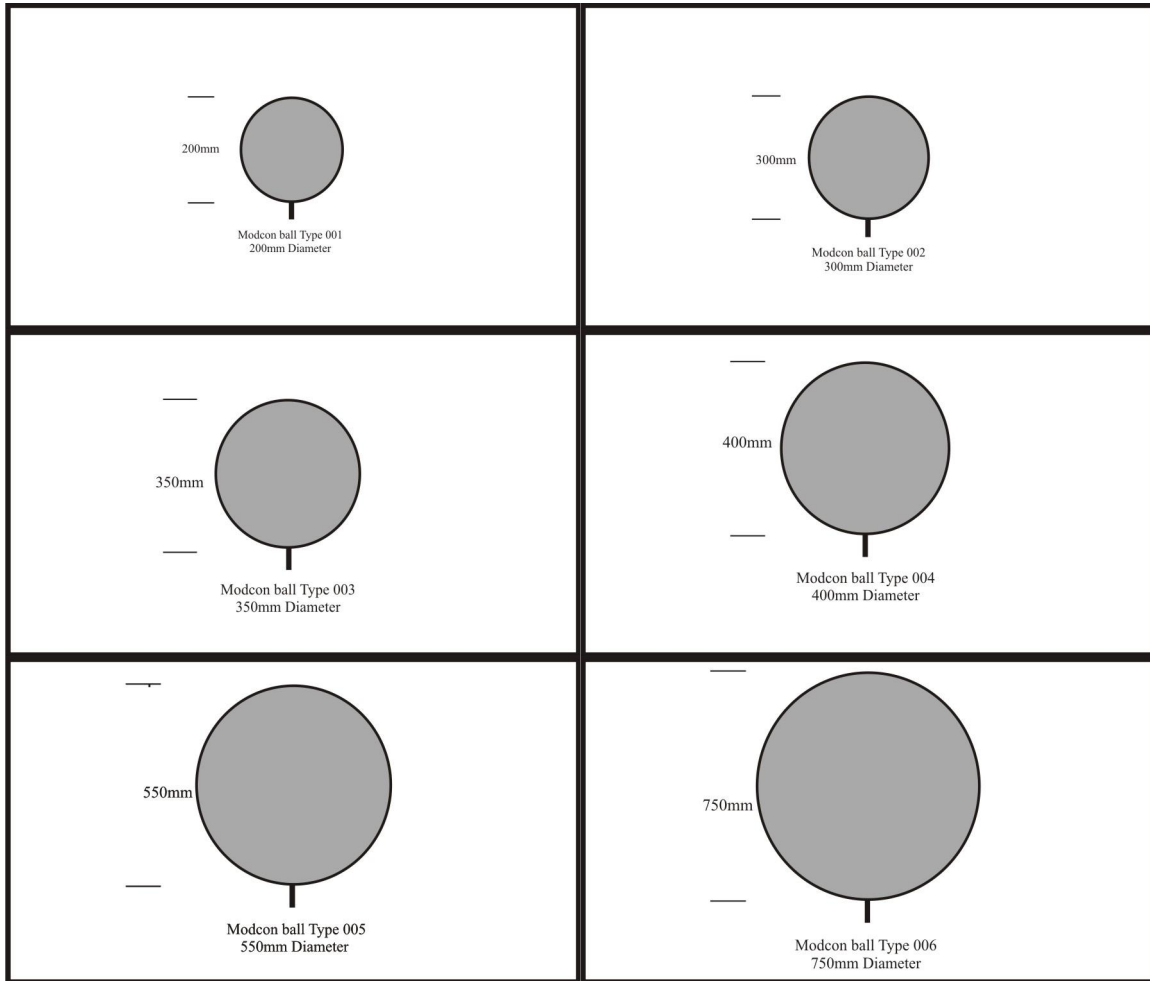 200mm
Modcon ball Type 001
200mm Diameter
300mm
Modcon ball Type 002
300mm Diameter
350mm
Modcon ball Type 003
350mm Diameter
400mm
Modcon ball Type 004
400mm Diameter
550mm
Modcon ball Type 005
550mm Diameter
750mm
Modcon ball Type 006
750mm Diameter